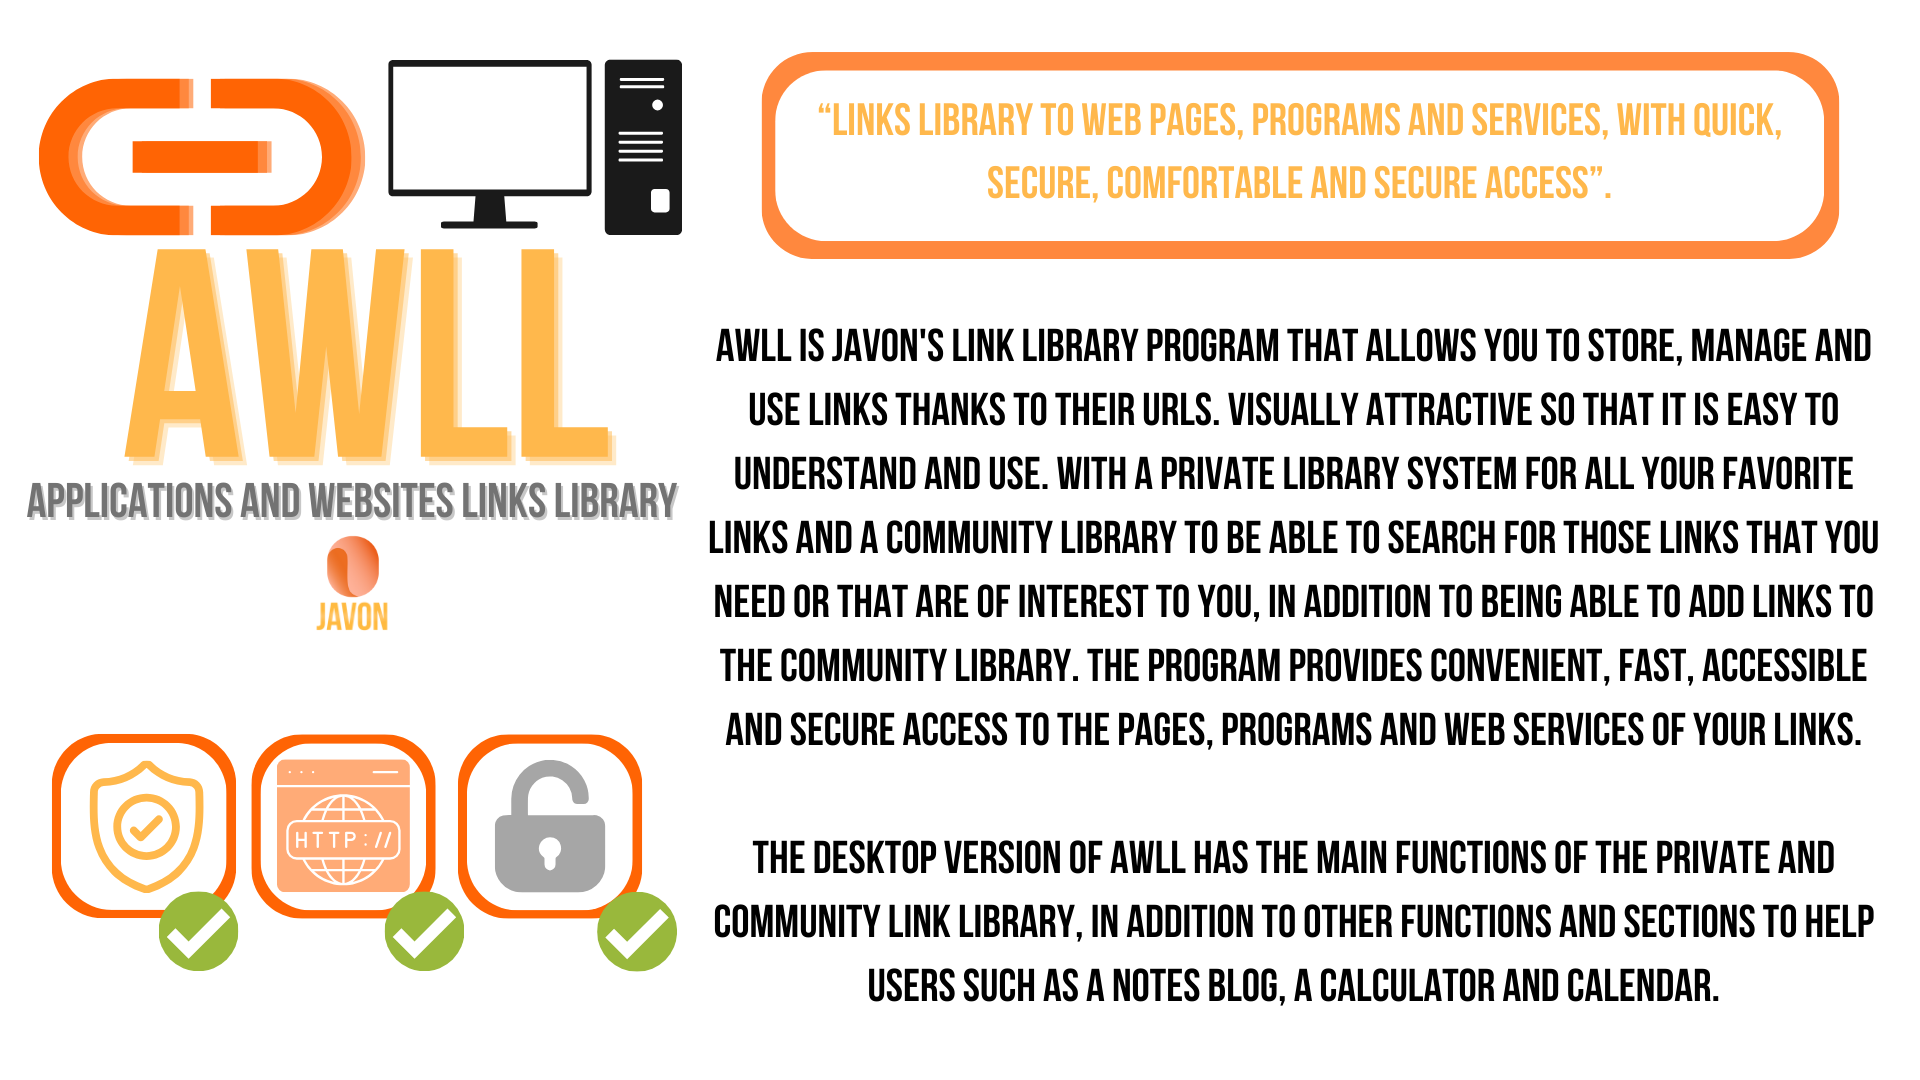 AWLL
APPLICATIONS AND WEBSITES LINKS LIBRARY
JAVON
HTTP://
“LINKS LIBRARY TO WEB PAGES, PROGRAMS AND SERVICES, WITH QUICK,
SECURE, COMFORTABLE AND SECURE ACCESS”.
AWLL IS JAVON'S LINK LIBRARY PROGRAM THAT ALLOWS YOU TO STORE, MANAGE AND
USE LINKS THANKS TO THEIR URLS. VISUALLY ATTRACTIVE SO THAT IT IS EASY TO
UNDERSTAND AND USE. WITH A PRIVATE LIBRARY SYSTEM FOR ALL YOUR FAVORITE
LINKS AND A COMMUNITY LIBRARY TO BE ABLE TO SEARCH FOR THOSE LINKS THAT YOU
NEED OR THAT ARE OF INTEREST TO YOU, IN ADDITION TO BEING ABLE TO ADD LINKS TO
THE COMMUNITY LIBRARY. THE PROGRAM PROVIDES CONVENIENT, FAST, ACCESSIBLE
AND SECURE ACCESS TO THE PAGES, PROGRAMS AND WEB SERVICES OF YOUR LINKS.
THE DESKTOP VERSION OF AWLL HAS THE MAIN FUNCTIONS OF THE PRIVATE AND
COMMUNITY LINK LIBRARY, IN ADDITION TO OTHER FUNCTIONS AND SECTIONS TO HELP
USERS SUCH AS A NOTES BLOG, A CALCULATOR AND CALENDAR.